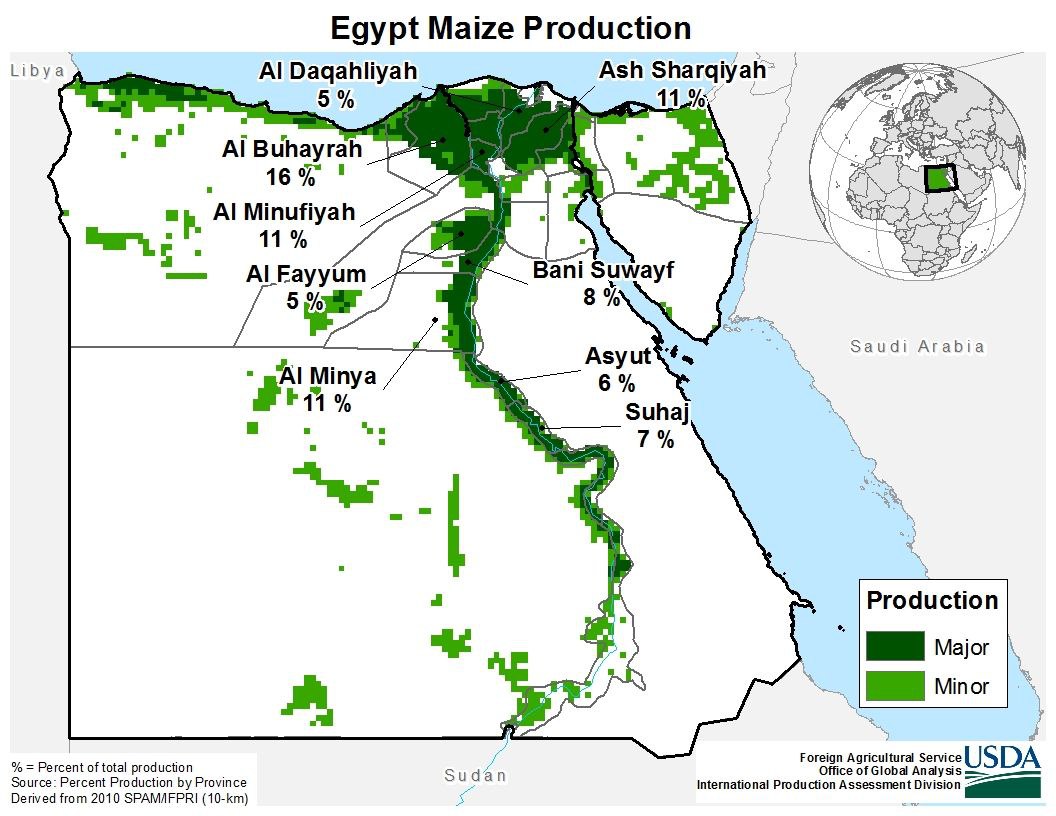 Egypt Maize Production
Libya
Al Daqahliyah
5 %
Ash Sharqiyah
11 %
Al Buhayrah
16 %
Al Minufiyah
11 %
Al Fayyum
5 %
Bani Suwayf
8 %
Saudi Arabia
Al Minya
11 %
Asyut
6 %
Suhaj
7 %
Production
Major
Minor
% = Percent of total production
Source: Percent Production by Province
Derived from 2010 SPAM/FPRI (10-km)
Sudan
Foreign Agricultural Service
Office of Global Analysis
International Production Assessment Division
USDA